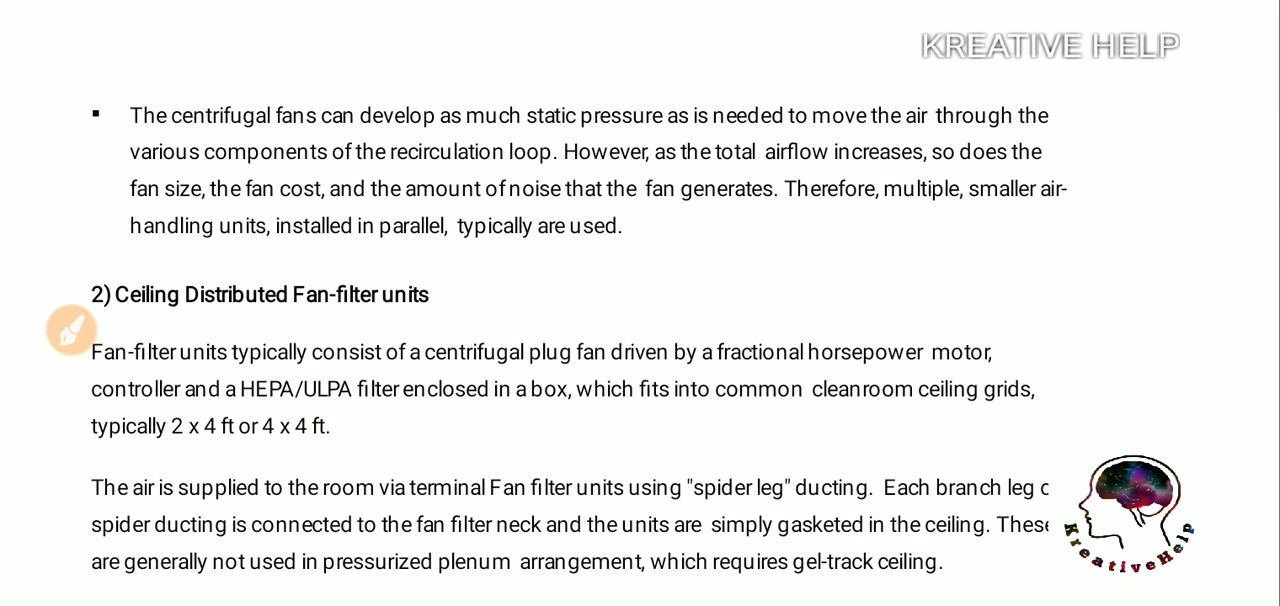 KREATIVE HELP
▪ The centrifugal fans can develop as much static pressure as is needed to move the air through the
various components of the recirculation loop. However, as the total airflow increases, so does the
fan size, the fan cost, and the amount of noise that the fan generates. Therefore, multiple, smaller air-
handling units, installed in parallel, typically are used.
2) Ceiling Distributed Fan-filter units
Fan-filter units typically consist of a centrifugal plug fan driven by a fractional horsepower motor,
controller and a HEPA/ULPA filter enclosed in a box, which fits into common cleanroom ceiling grids,
typically 2 x 4 ft or 4 x 4 ft.
The air is supplied to the room via terminal Fan filter units using "spider leg" ducting. Each branch leg
spider ducting is connected to the fan filter neck and the units are simply gasketed in the ceiling. These
are generally not used in pressurized plenum arrangement, which requires gel-track ceiling.
KreativeHelp